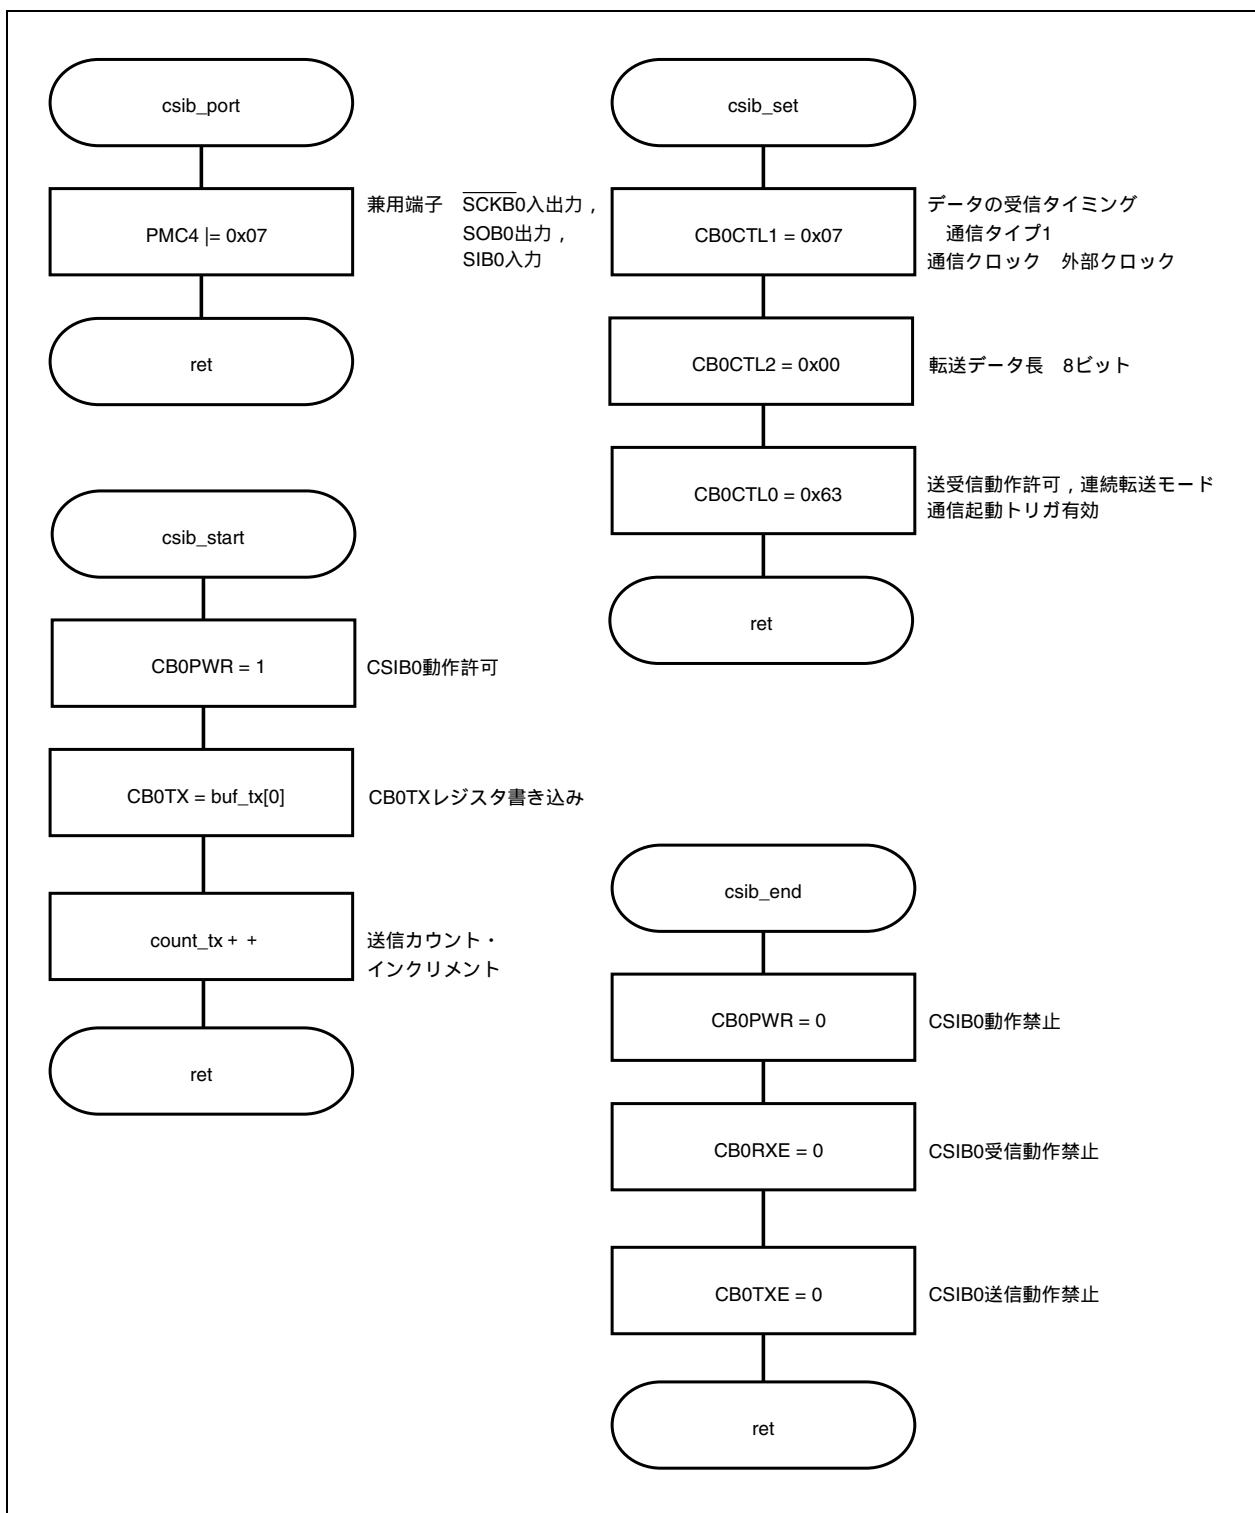 csib_port
PMC4 |= 0x07
兼用端子　SCKB0入出力，
SOB0出力，
SIB0入力
ret
csib_start
CB0PWR = 1
CSIB0動作許可
CB0TX = buf_tx[0]
CB0TXレジスタ書き込み
count_tx + +
送信カウント・
インクリメント
ret
csib_set
CB0CTL1 = 0x07
データの受信タイミング
通信タイプ1
通信クロック　外部クロック
CB0CTL2 = 0x00
転送データ長　8ビット
CB0CTL0 = 0x63
送受信動作許可，連続転送モード
通信起動トリガ有効
ret
csib_end
CB0PWR = 0
CSIB0動作禁止
CB0RXE = 0
CSIB0受信動作禁止
CB0TXE = 0
CSIB0送信動作禁止
ret